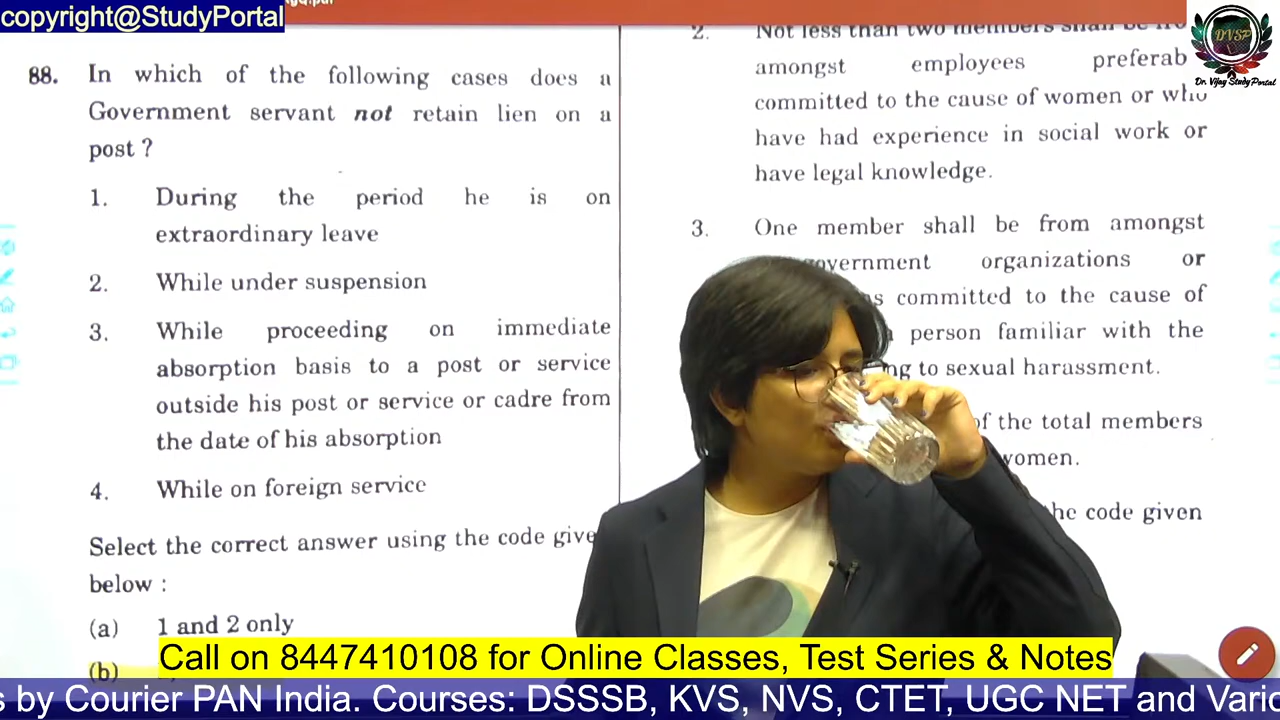 copyright@StudyPortal
DVSP
Dr. Vijay StudyPortal
88. In which of the following cases does a
Government servant not retain lien on a
post ?
1. During the period he is on
extraordinary leave
2. While under suspension
3. While proceeding on immediate
absorption basis to a post or service
outside his post or service or cadre from
the date of his absorption
4. While on foreign service
Select the correct answer using the code give
below :
(a) 1 and 2 only
(b)
2. Not less than two members shall be
amongst employees preferab
committed to the cause of women or who
have had experience in social work or
have legal knowledge.
3. One member shall be from amongst
organizations or
committed to the cause of
person familiar with the
to sexual harassment.
of the total members
women.
the code given
Call on 8447410108 for Online Classes, Test Series & Notes
s by Courier PAN India. Courses: DSSSB, KVS, NVS, CTET, UGC NET and Vario